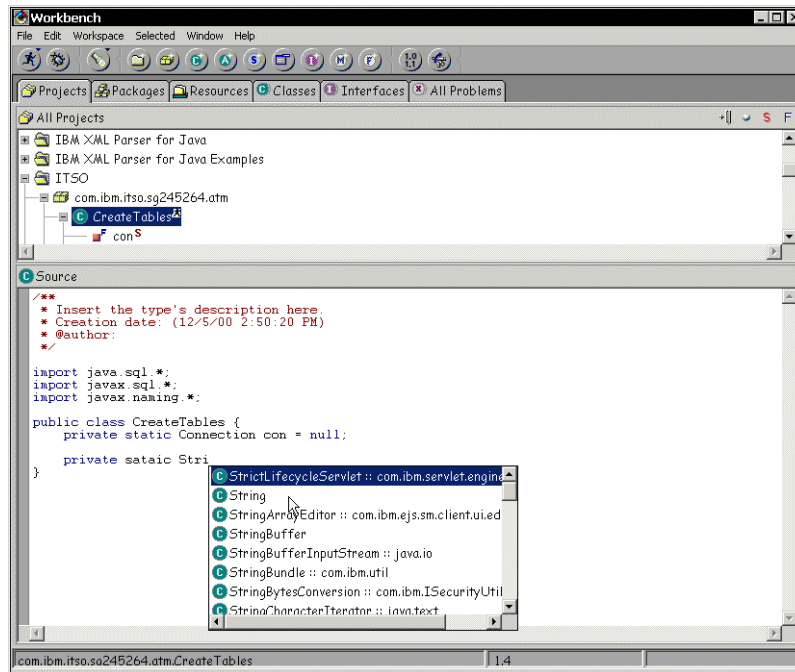 Workbench
File Edit Workspace Selected Window Help
Projects Packages Resources Classes Interfaces All Problems
All Projects
S F
IBM XML Parser for Java
IBM XML Parser for Java Examples
ITSO
com.ibm.itso.sg245264.atm
CreateTables
F con S
Source
/**
* Insert the type's description here.
* Creation date: (12/5/00 2:50:20 PM)
* @author:
*/
import java.sql.*;
import javax.sql.*;
import javax.naming.*;
public class CreateTables {
private static Connection con = null;
private sataic Stri
}
StrictLifecycleServlet :: com.ibm.servlet.engine
String
StringArrayEditor :: com.ibm.ejs.sm.client.ui.ed
StringBuffer
StringBufferInputStream :: java.io
StringBundle :: com.ibm.util
StringBytesConversion :: com.ibm.ISecurityUtil
StringCharacterIterator :: java.text
com.ibm.itso.sg245264.atm.CreateTables 1.4